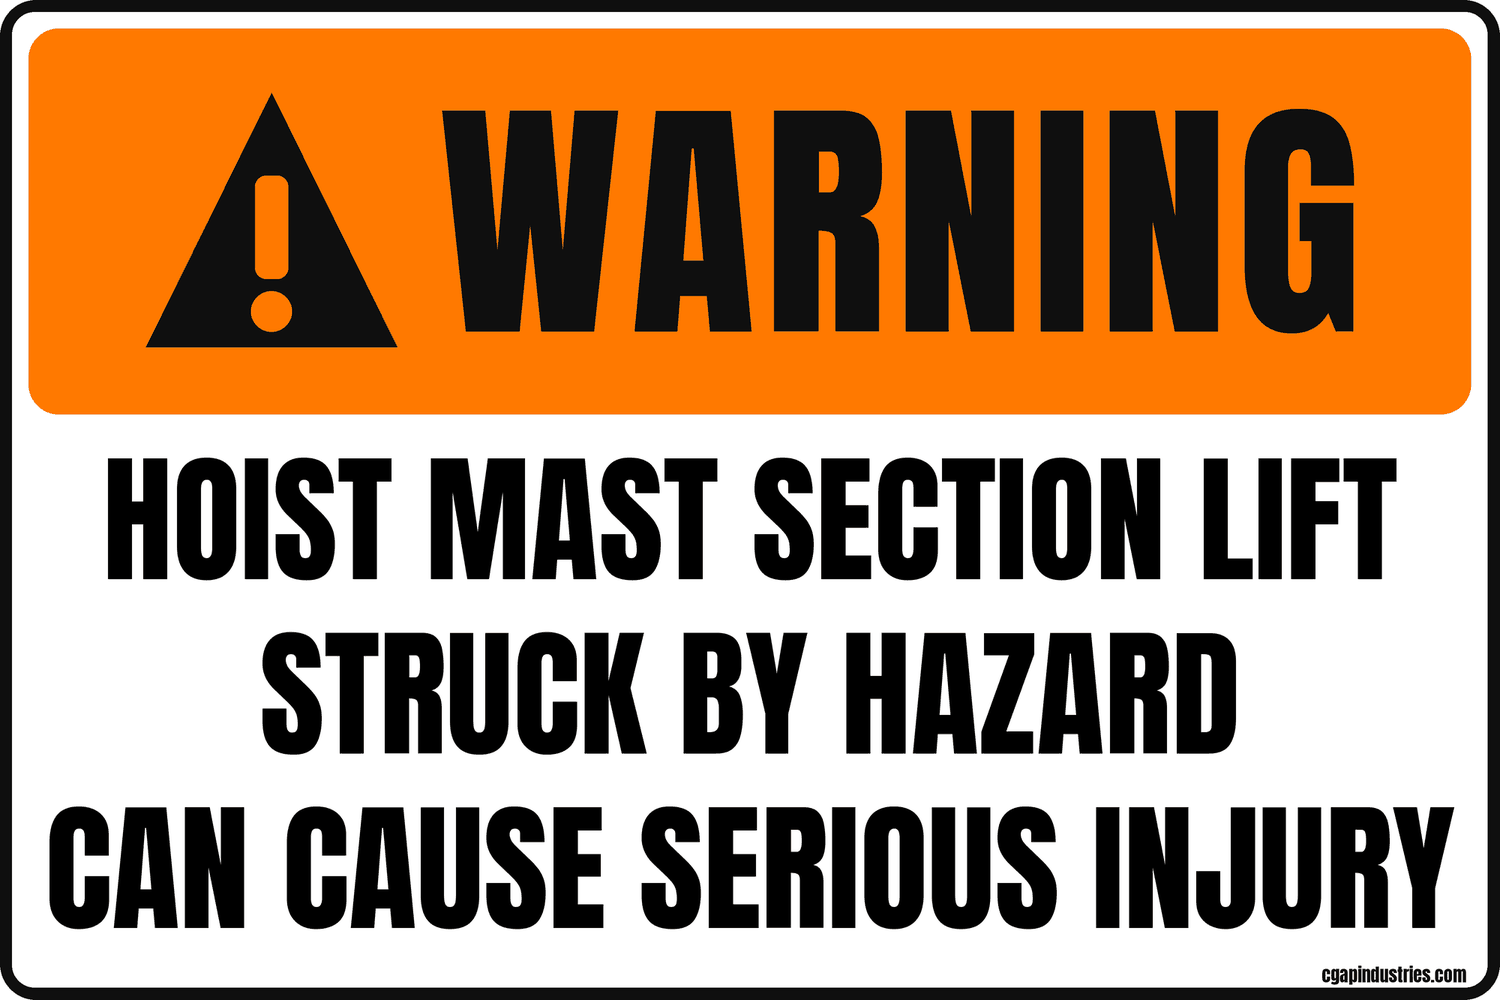 WARNING
HOIST MAST SECTION LIFT
STRUCK BY HAZARD
CAN CAUSE SERIOUS INJURY
cgapindustries.com